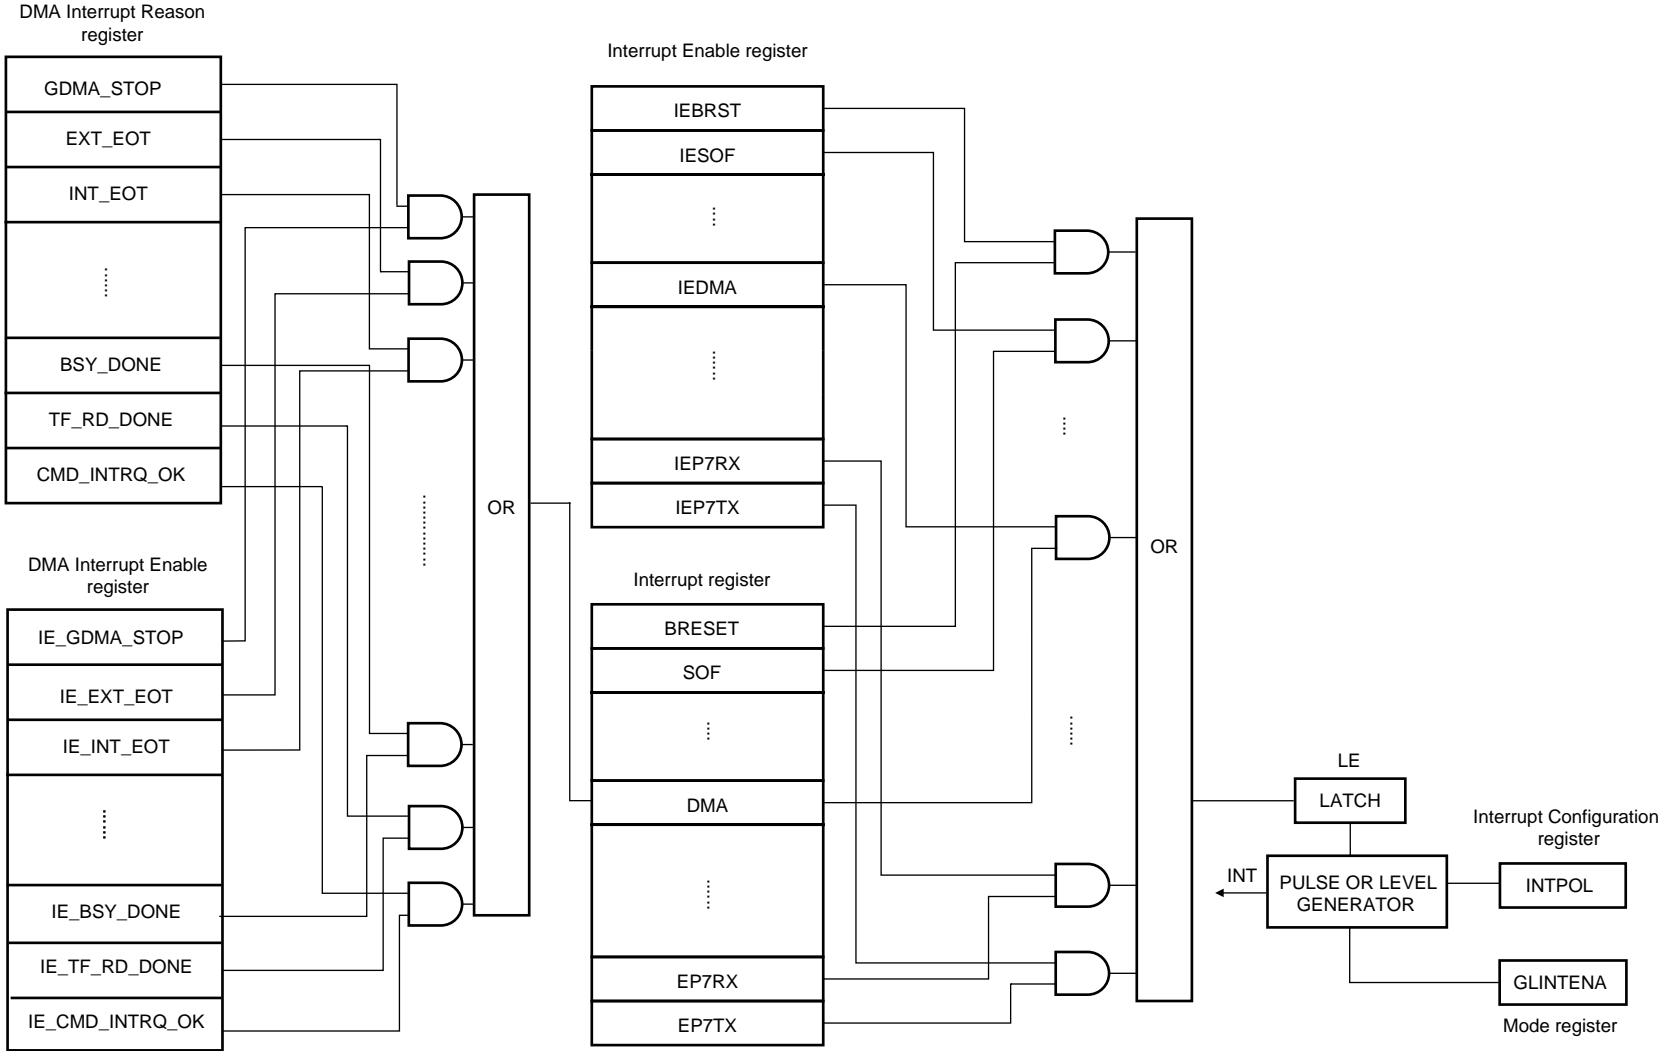 DMA Interrupt Reason
register
GDMA_STOP
EXT_EOT
INT_EOT
BSY_DONE
TF_RD_DONE
CMD_INTRQ_OK
DMA Interrupt Enable
register
IE_GDMA_STOP
IE_EXT_EOT
IE_INT_EOT
IE_BSY_DONE
IE_TF_RD_DONE
IE_CMD_INTRQ_OK
OR
Interrupt Enable register
IEBRST
IESOF
IEDMA
IEP7RX
IEP7TX
Interrupt register
BRESET
SOF
DMA
EP7RX
EP7TX
OR
LE
LATCH
INT
PULSE OR LEVEL
GENERATOR
Interrupt Configuration
register
INTPOL
GLINTENA
Mode register